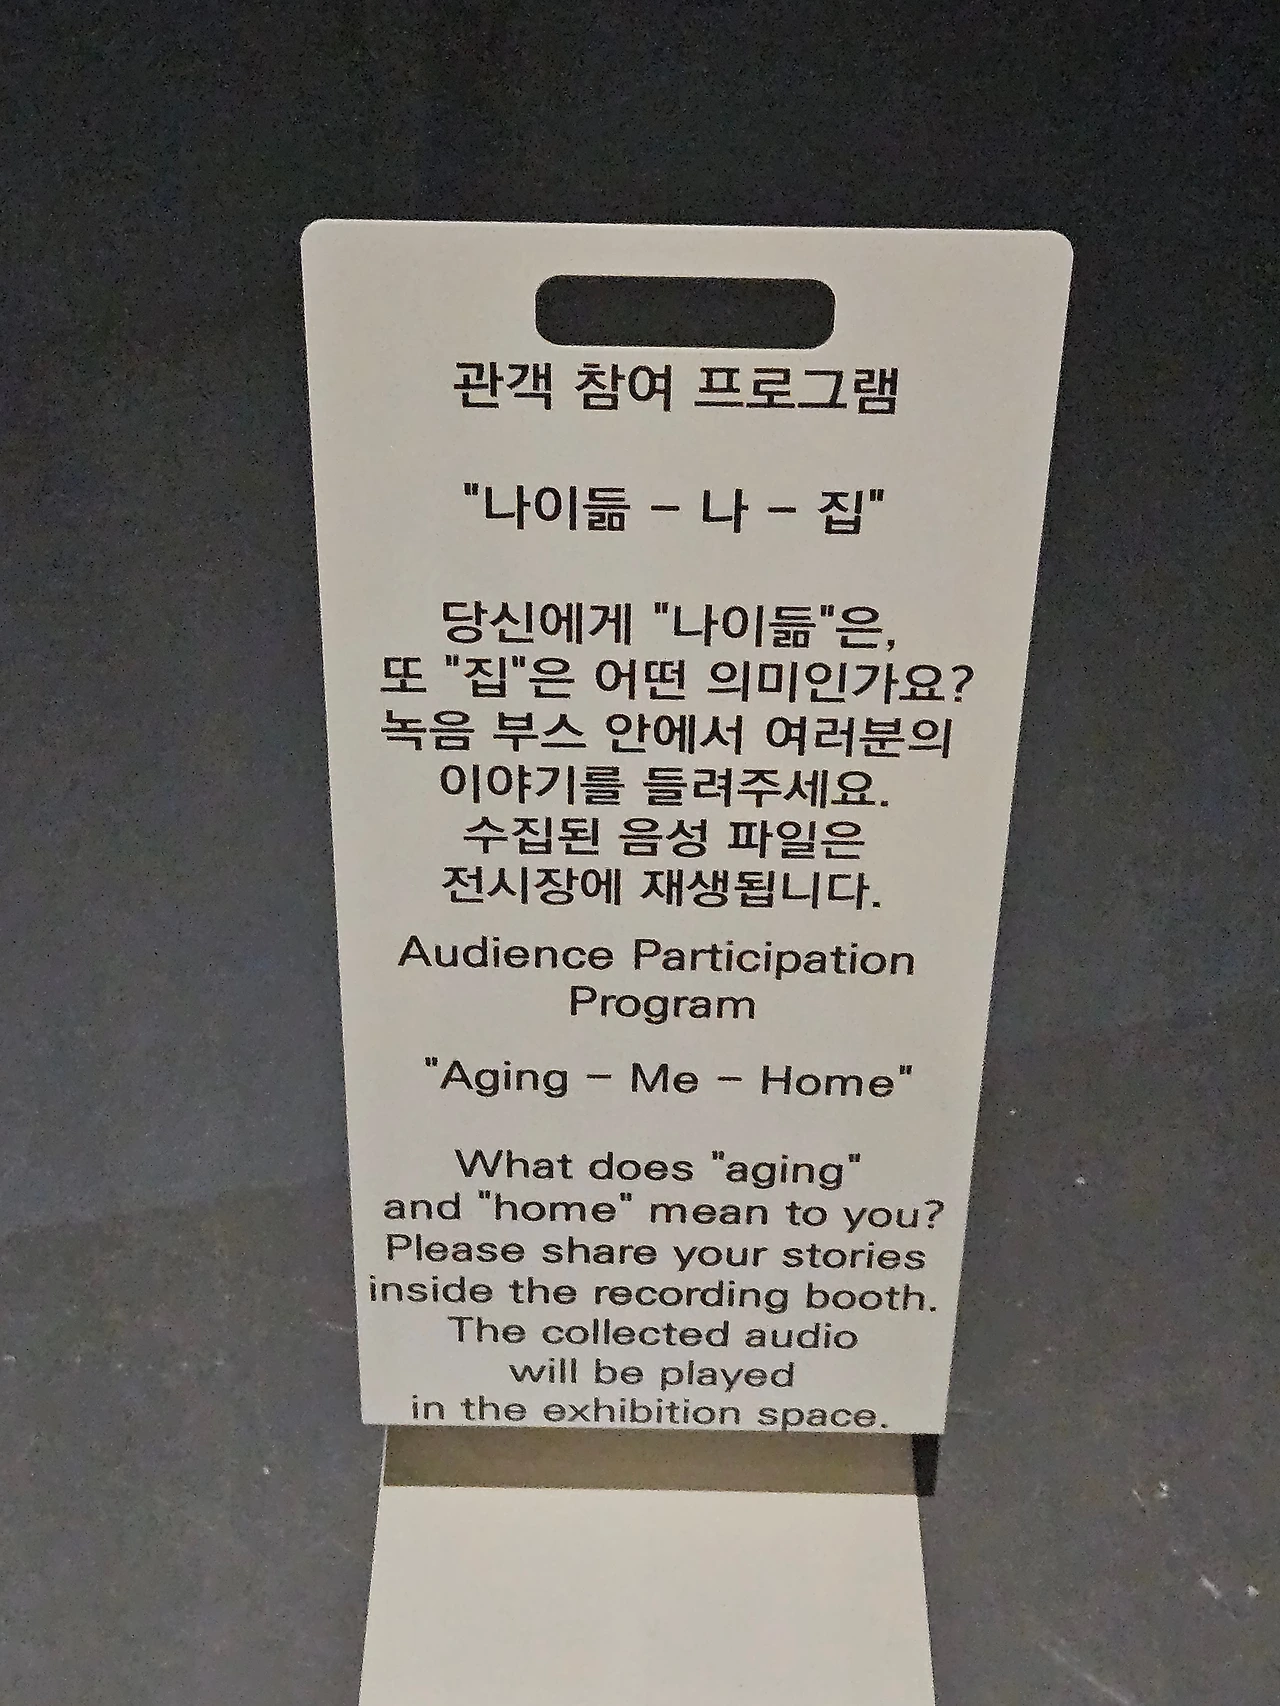 관객 참여 프로그램
"나이듦 - 나 - 집"
당신에게 "나이듦"은,
또 "집"은 어떤 의미인가요?
녹음 부스 안에서 여러분의
이야기를 들려주세요.
수집된 음성 파일은
전시장에 재생됩니다.
Audience Participation
Program
"Aging - Me - Home"
What does "aging"
and "home" mean to you?
Please share your stories
inside the recording booth.
The collected audio
will be played
in the exhibition space.